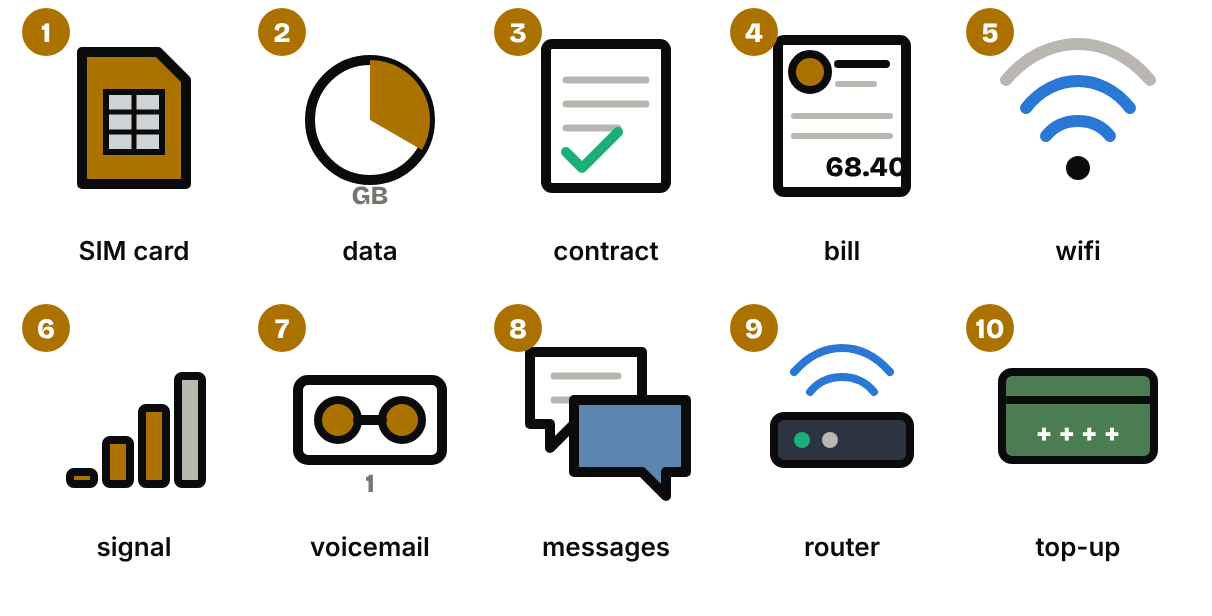 1
2
3
4
5
GB
68.40
SIM card
data
contract
bill
wifi
6
7
8
9
10
++++
1
signal
voicemail
messages
router
top-up